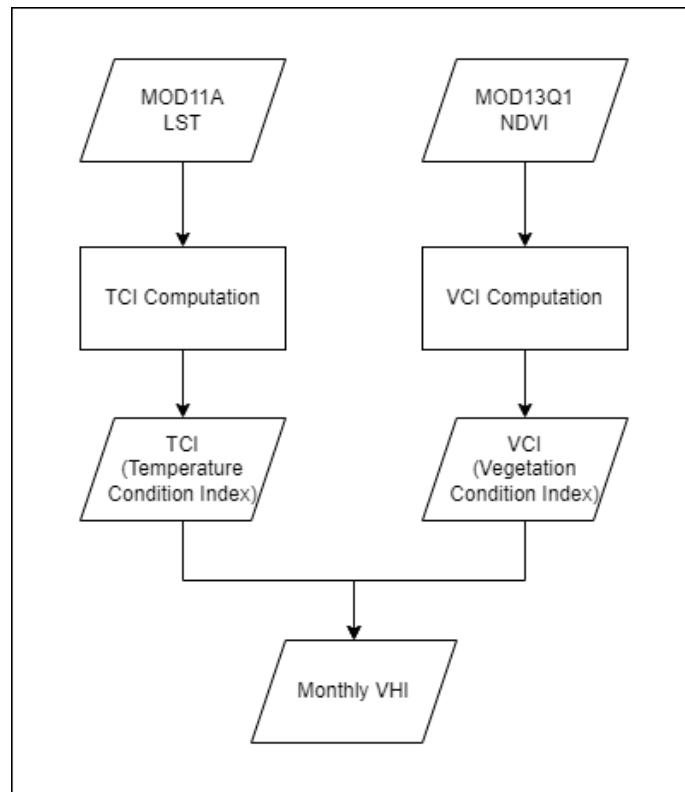 MOD11A
LST
MOD13Q1
NDVI
TCI Computation
VCI Computation
TCI
(Temperature
Condition Index)
VCI
(Vegetation
Condition Index)
Monthly VHI